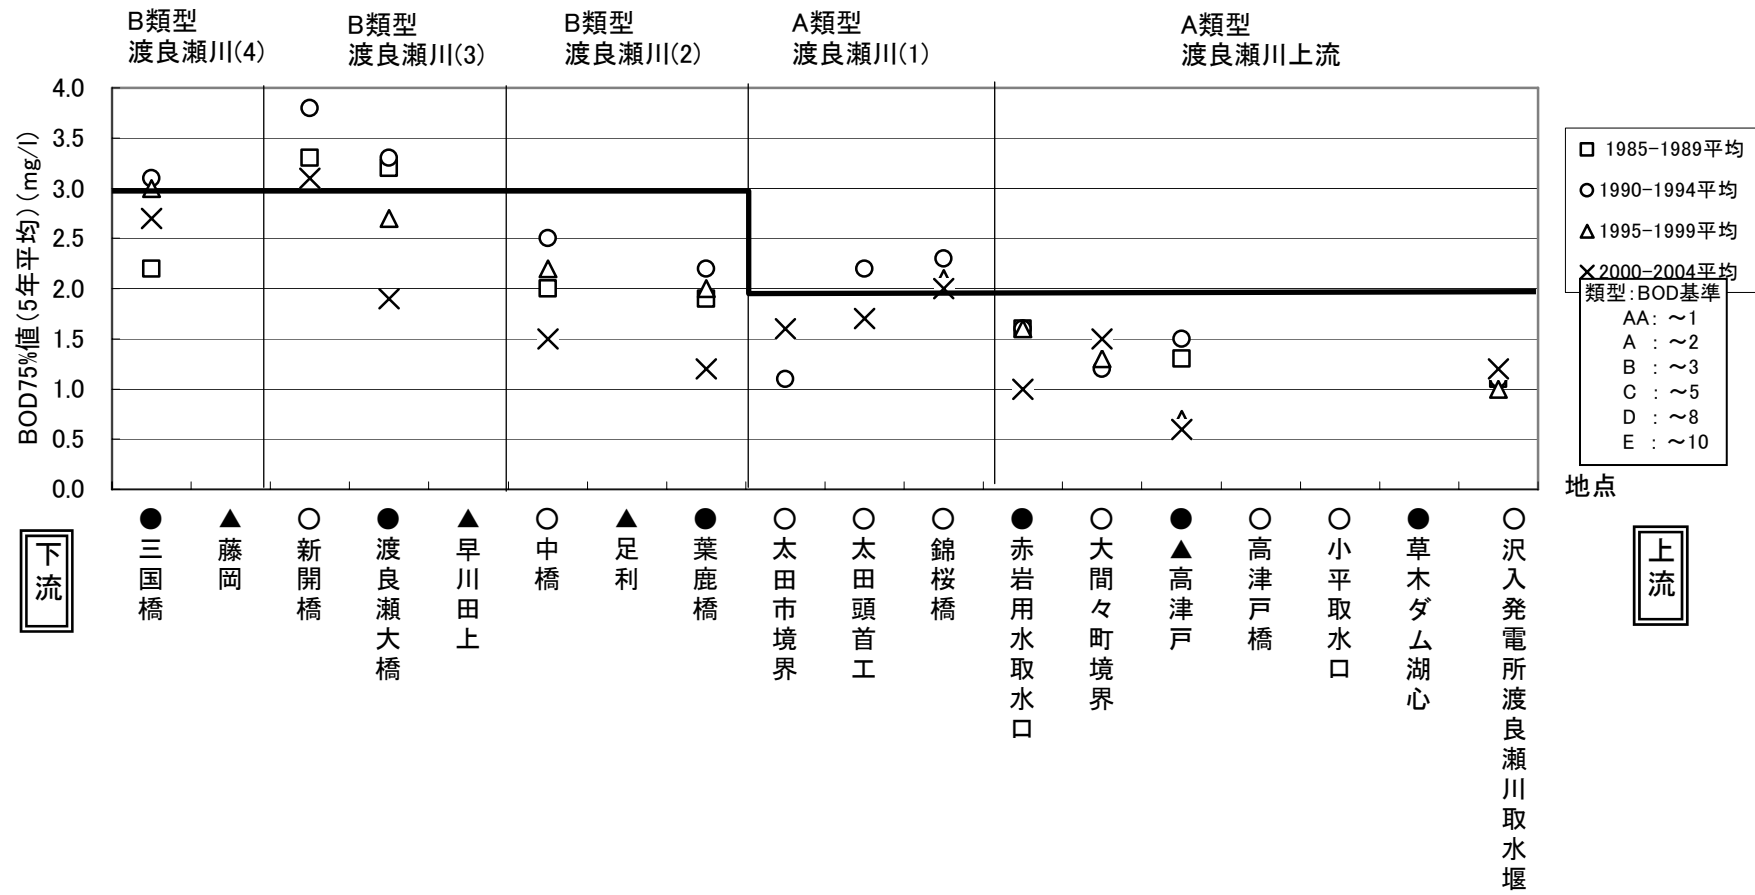 B類型
渡良瀬川(4)
B類型
渡良瀬川(3)
B類型
渡良瀬川(2)
A類型
渡良瀬川(1)
A類型
渡良瀬川上流
BOD75%値(5年平均)(mg/l)
4.0
3.5
3.0
2.5
2.0
1.5
1.0
0.5
0.0
1985-1989平均
1990-1994平均
1995-1999平均
2000-2004平均
類型:BOD基準
AA: ～1
A : ～2
B : ～3
C : ～5
D : ～8
E : ～10
地点
下流
三国橋
藤岡
新開橋
渡良瀬大橋
早川田上
中橋
足利
葉鹿橋
太田市境界
太田頭首工
錦桜橋
赤岩用水取水口
大間々町境界
高津戸
高津戸橋
小平取水口
草木ダム湖心
沢入発電所渡良瀬川取水堰
上流